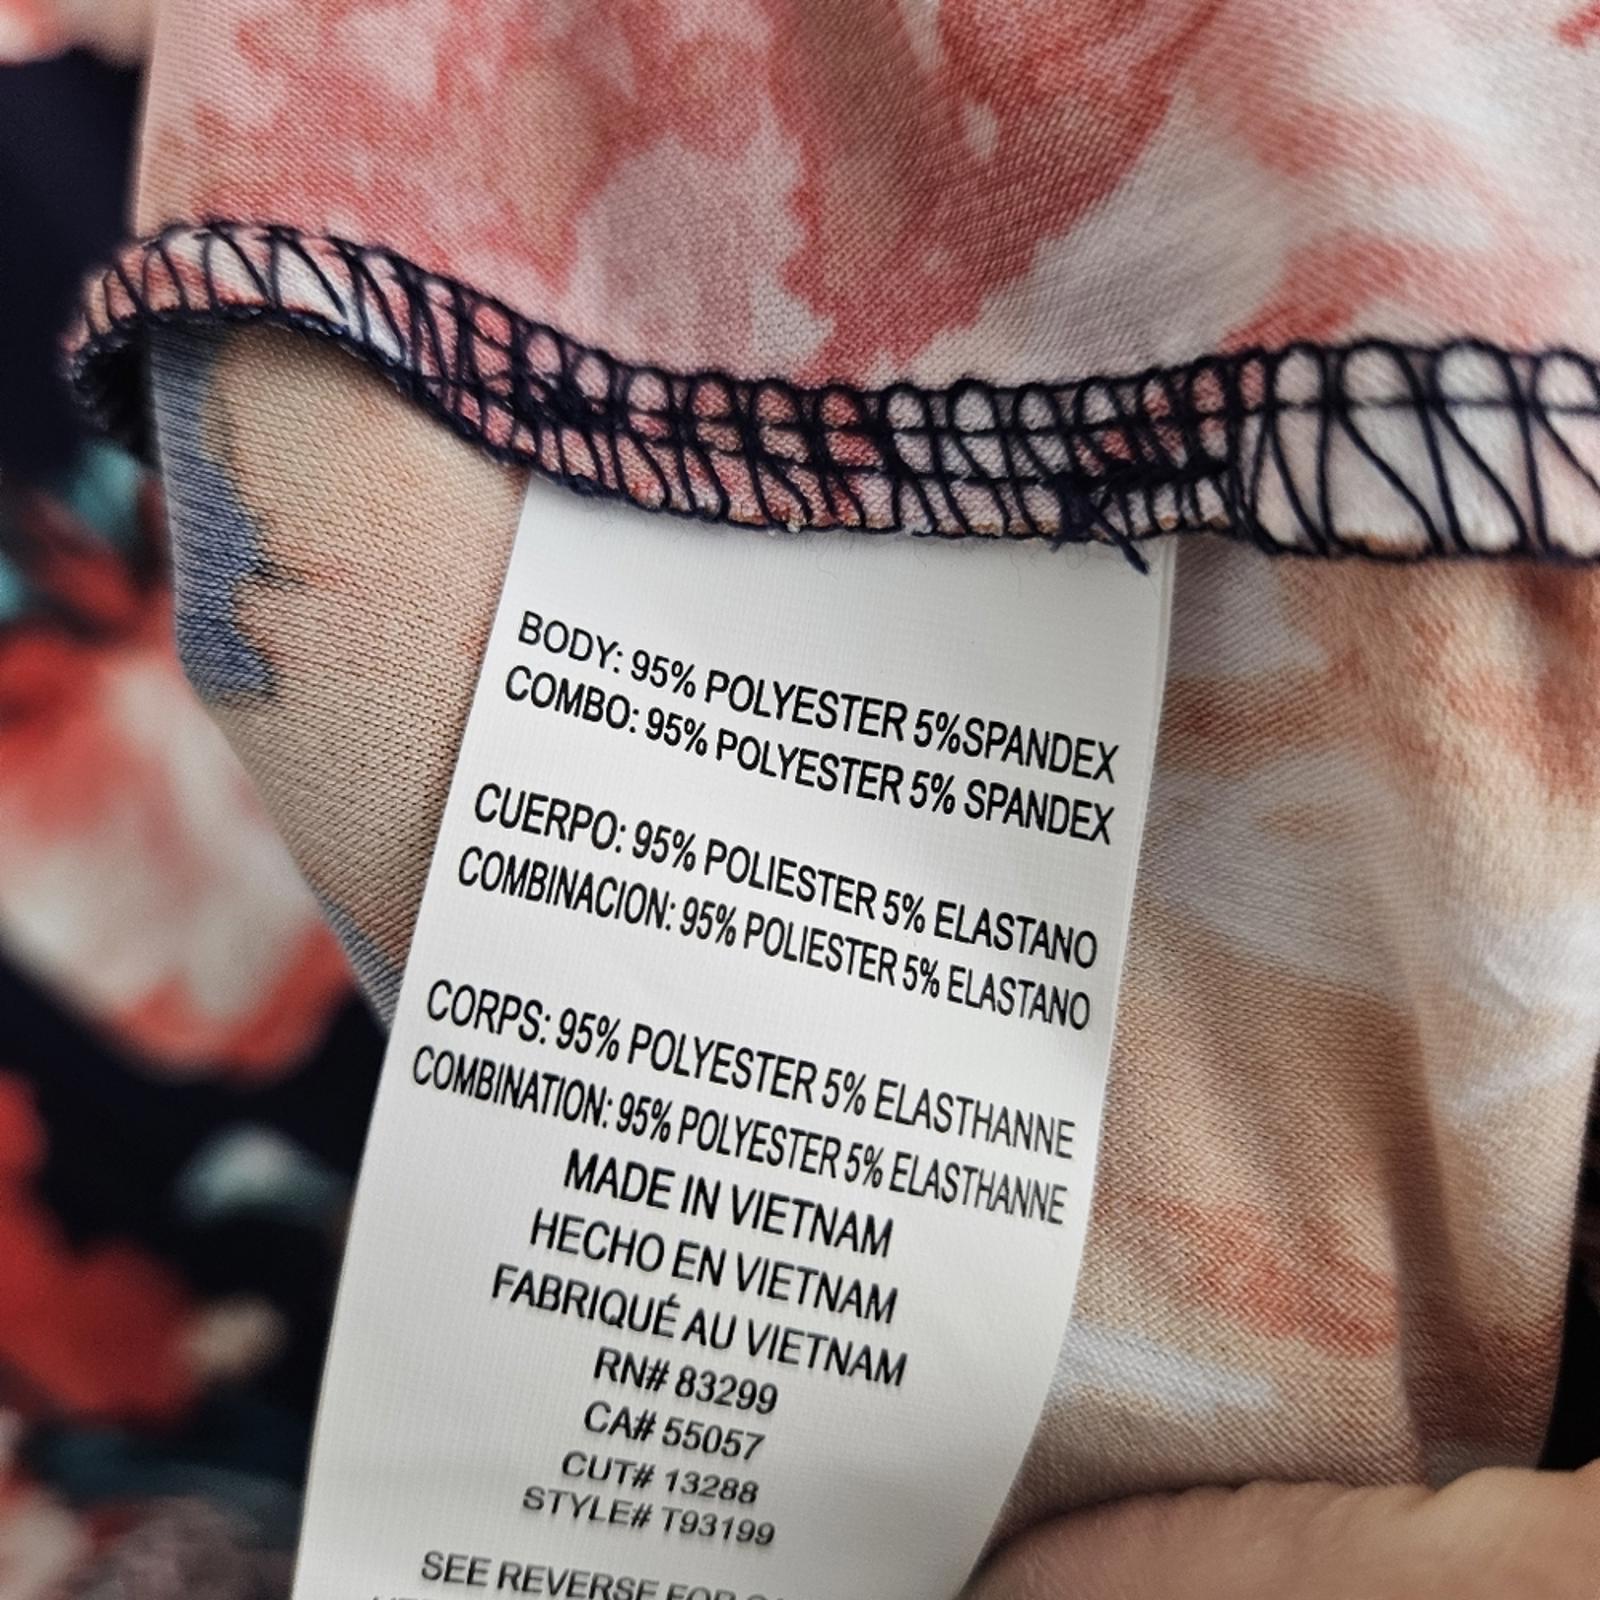 BODY: 95% POLYESTER 5%SPANDEX
COMBO: 95% POLYESTER 5% SPANDEX
CUERPO: 95% POLIESTER 5% ELASTANO
COMBINACION: 95% POLIESTER 5% ELASTANO
CORPS: 95% POLYESTER 5% ELASTHANNE
COMBINATION: 95% POLYESTER 5% ELASTHANNE
MADE IN VIETNAM
HECHO EN VIETNAM
FABRIQUÉ AU VIETNAM
RN# 83299
CA# 55057
CUT# 13288
STYLE# T93199
SEE REVERSE FOR